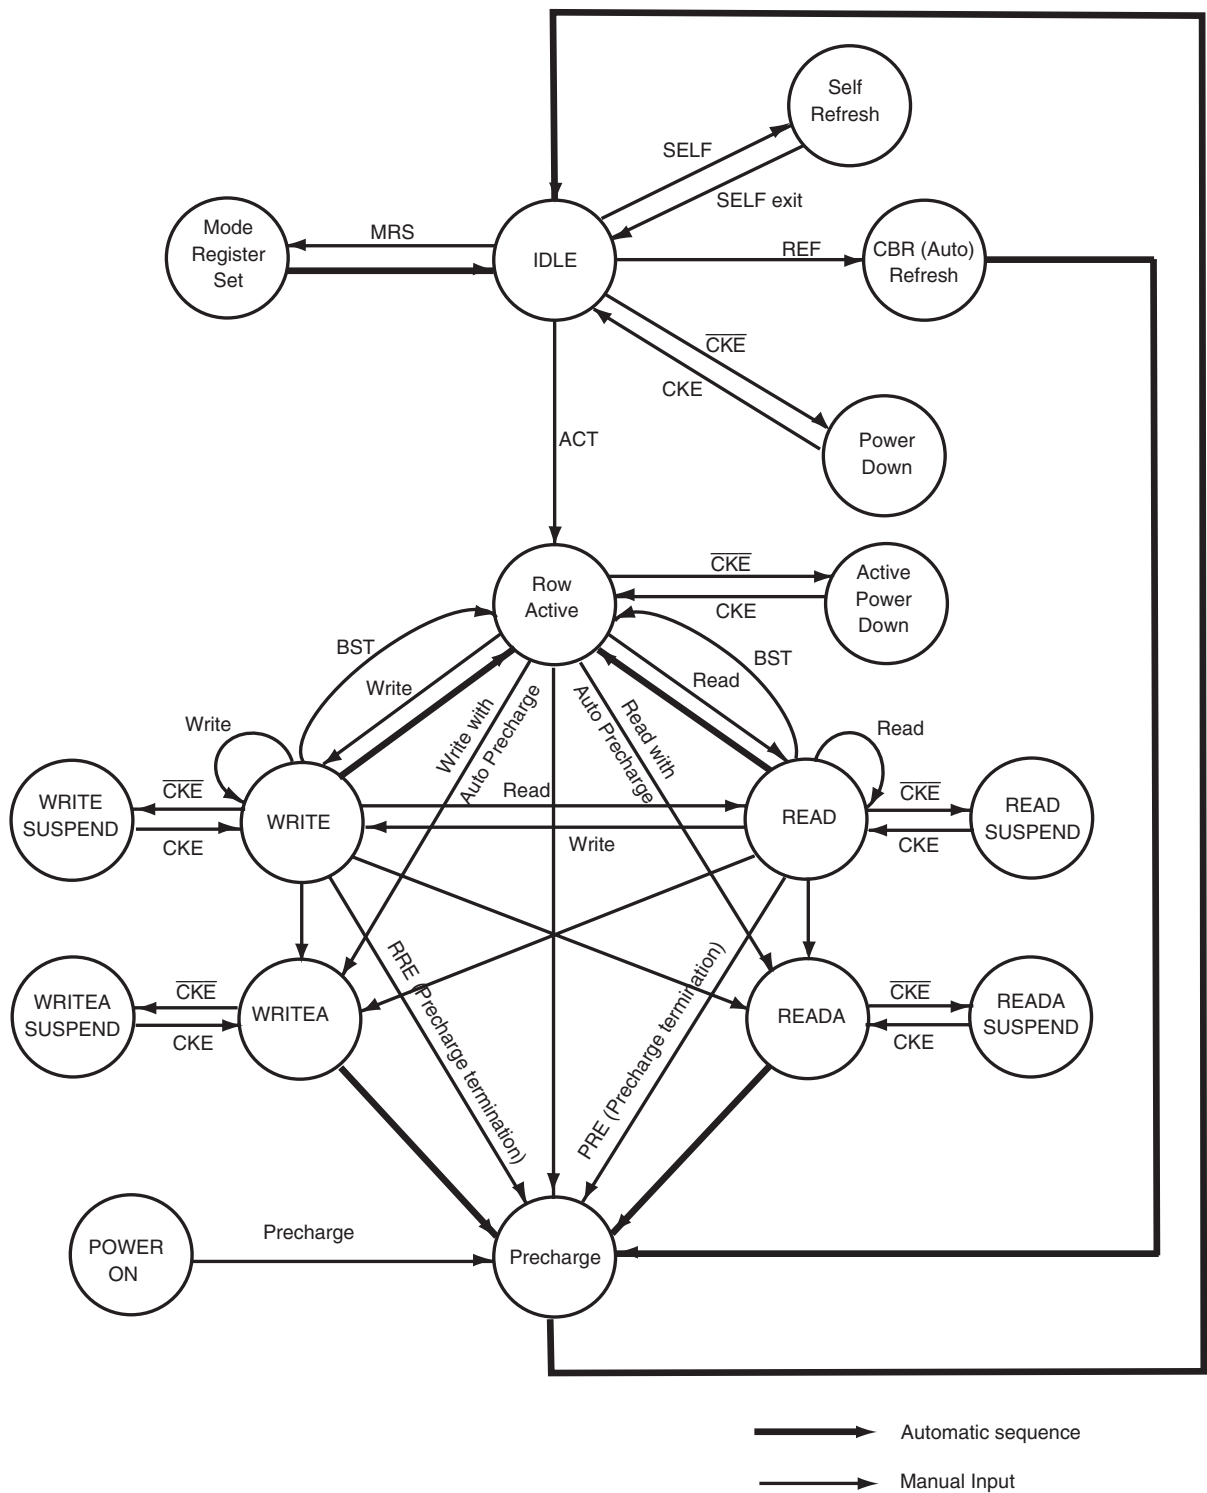 Self
Refresh
SELF
SELF exit
Mode
Register
Set
MRS
IDLE
REF
CBR (Auto)
Refresh
CKE
CKE
Power
Down
ACT
Row
Active
CKE
CKE
Active
Power
Down
BST
BST
Write
Read
Write with
Auto Precharge
Read with
Auto Precharge
Write
Read
WRITE
SUSPEND
CKE
CKE
WRITE
Read
Write
READ
CKE
CKE
READ
SUSPEND
RRE (Precharge termination)
PRE (Precharge termination)
WRITEA
SUSPEND
CKE
CKE
WRITEA
READA
CKE
CKE
READA
SUSPEND
POWER
ON
Precharge
Precharge
Automatic sequence
Manual Input